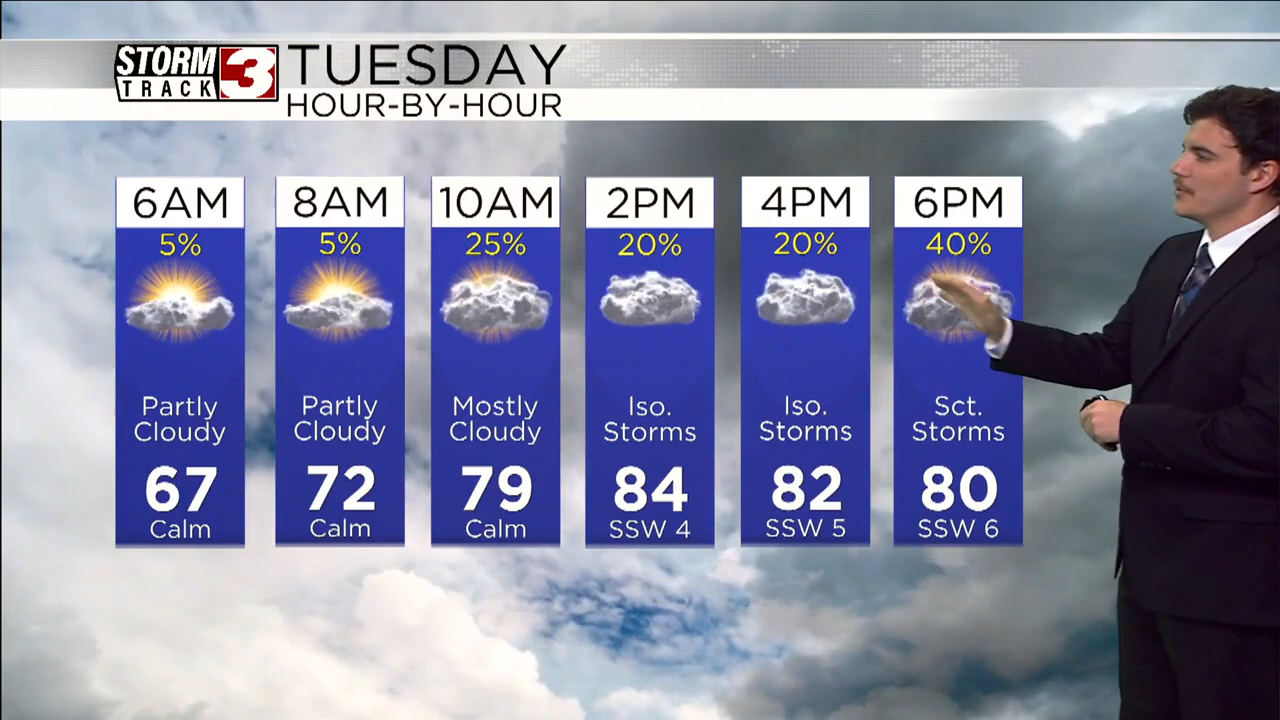 STORM
TRACK
3
TUESDAY
HOUR-BY-HOUR
6AM
5%
Partly
Cloudy
67
Calm
8AM
5%
Partly
Cloudy
72
Calm
10AM
25%
Mostly
Cloudy
79
Calm
2PM
20%
Iso.
Storms
84
SSW 4
4PM
20%
Iso.
Storms
82
SSW 5
6PM
40%
Sct.
Storms
80
SSW 6